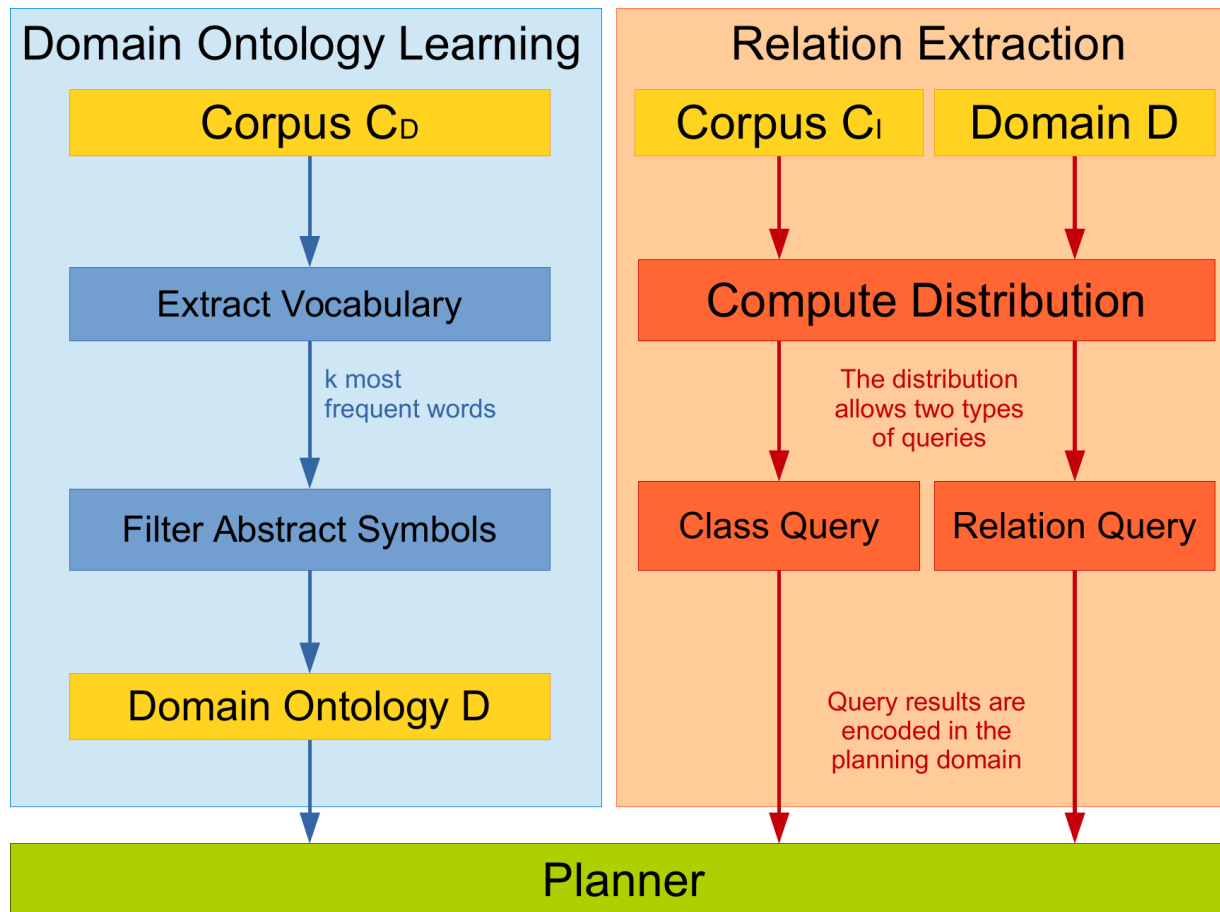 Domain Ontology Learning
Corpus CD
Extract Vocabulary
k most
frequent words
Filter Abstract Symbols
Domain Ontology D
Relation Extraction
Corpus CI
Domain D
Compute Distribution
The distribution
allows two types
of queries
Class Query
Relation Query
Query results are
encoded in the
planning domain
Planner